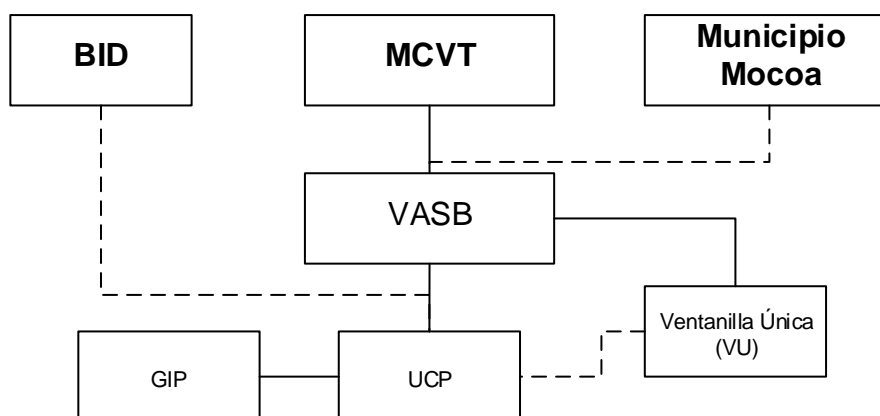 BID
MCVT
Municipio
Mocoa
VASB
Ventanilla Única
(VU)
GIP
UCP